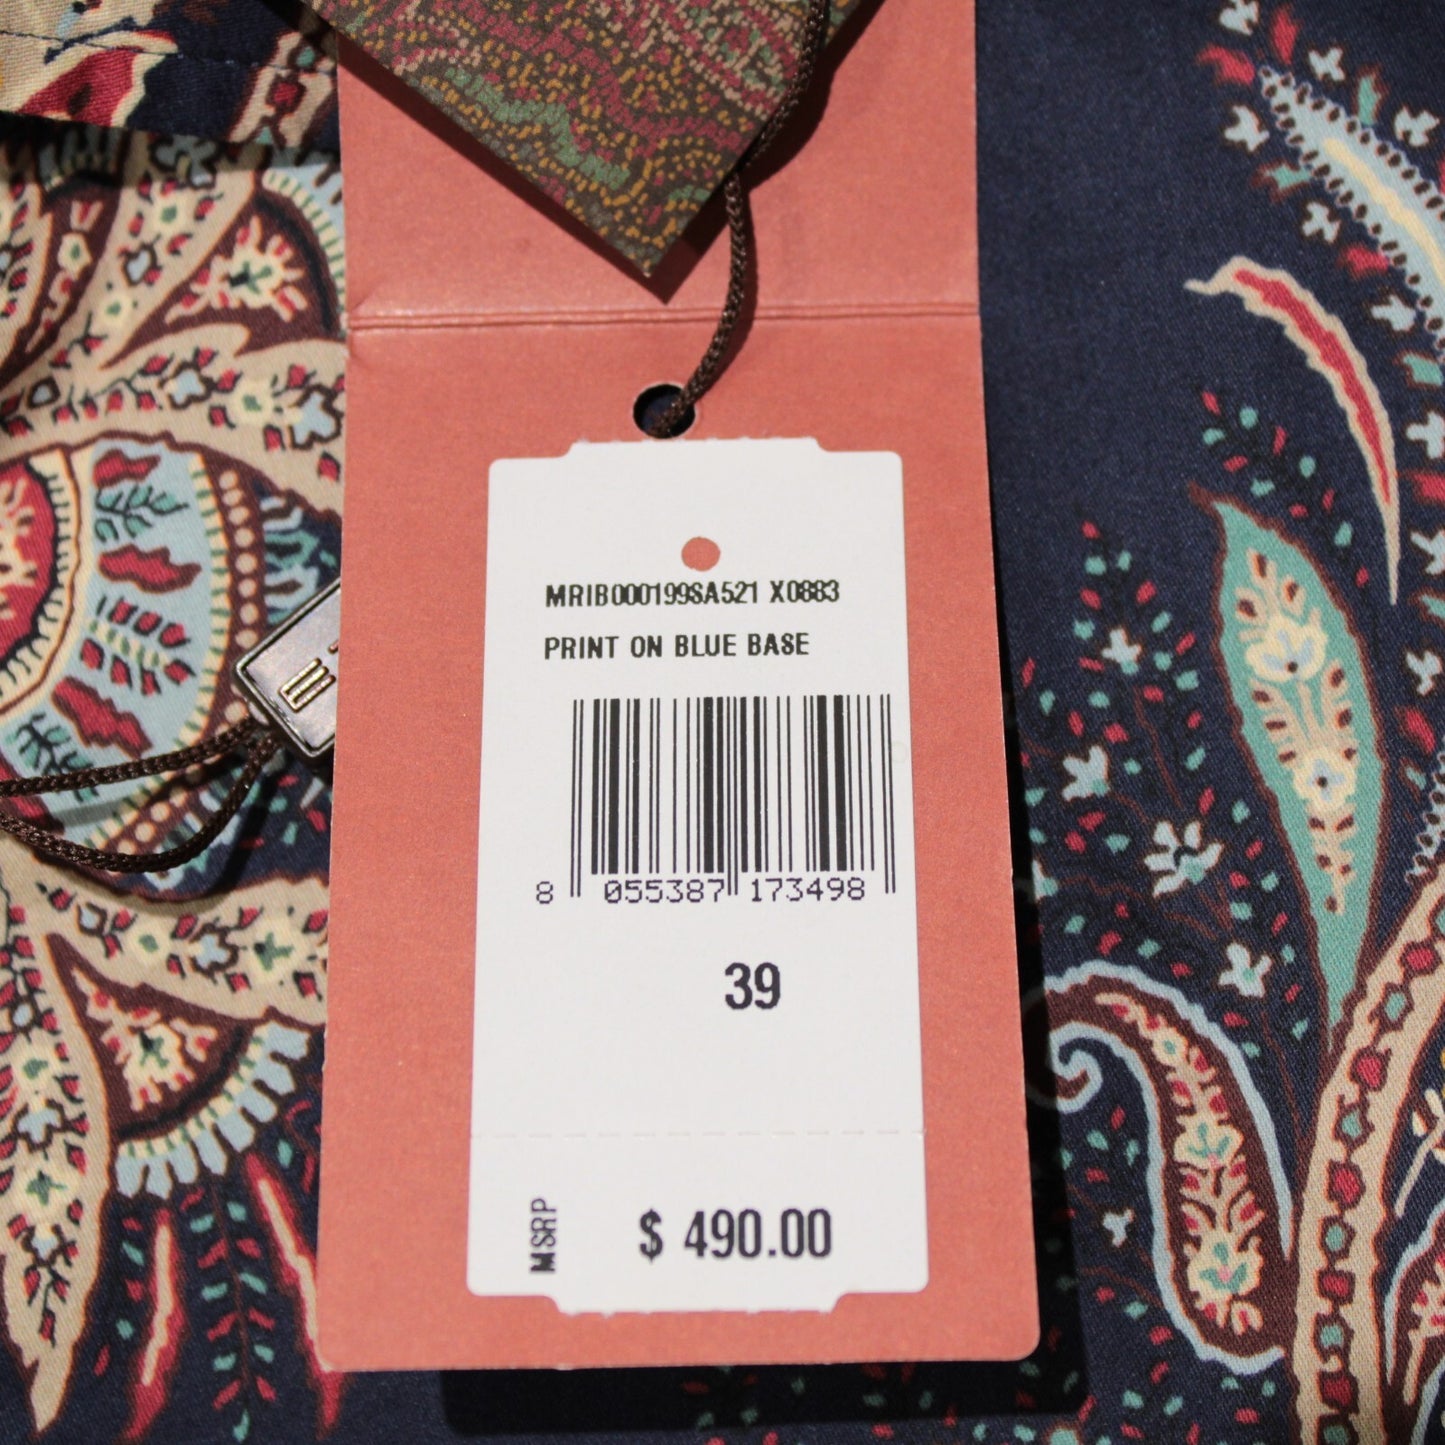 MRIB000199SA521 X0883
PRINT ON BLUE BASE
8 055387 173498
39
MSRP $ 490.00